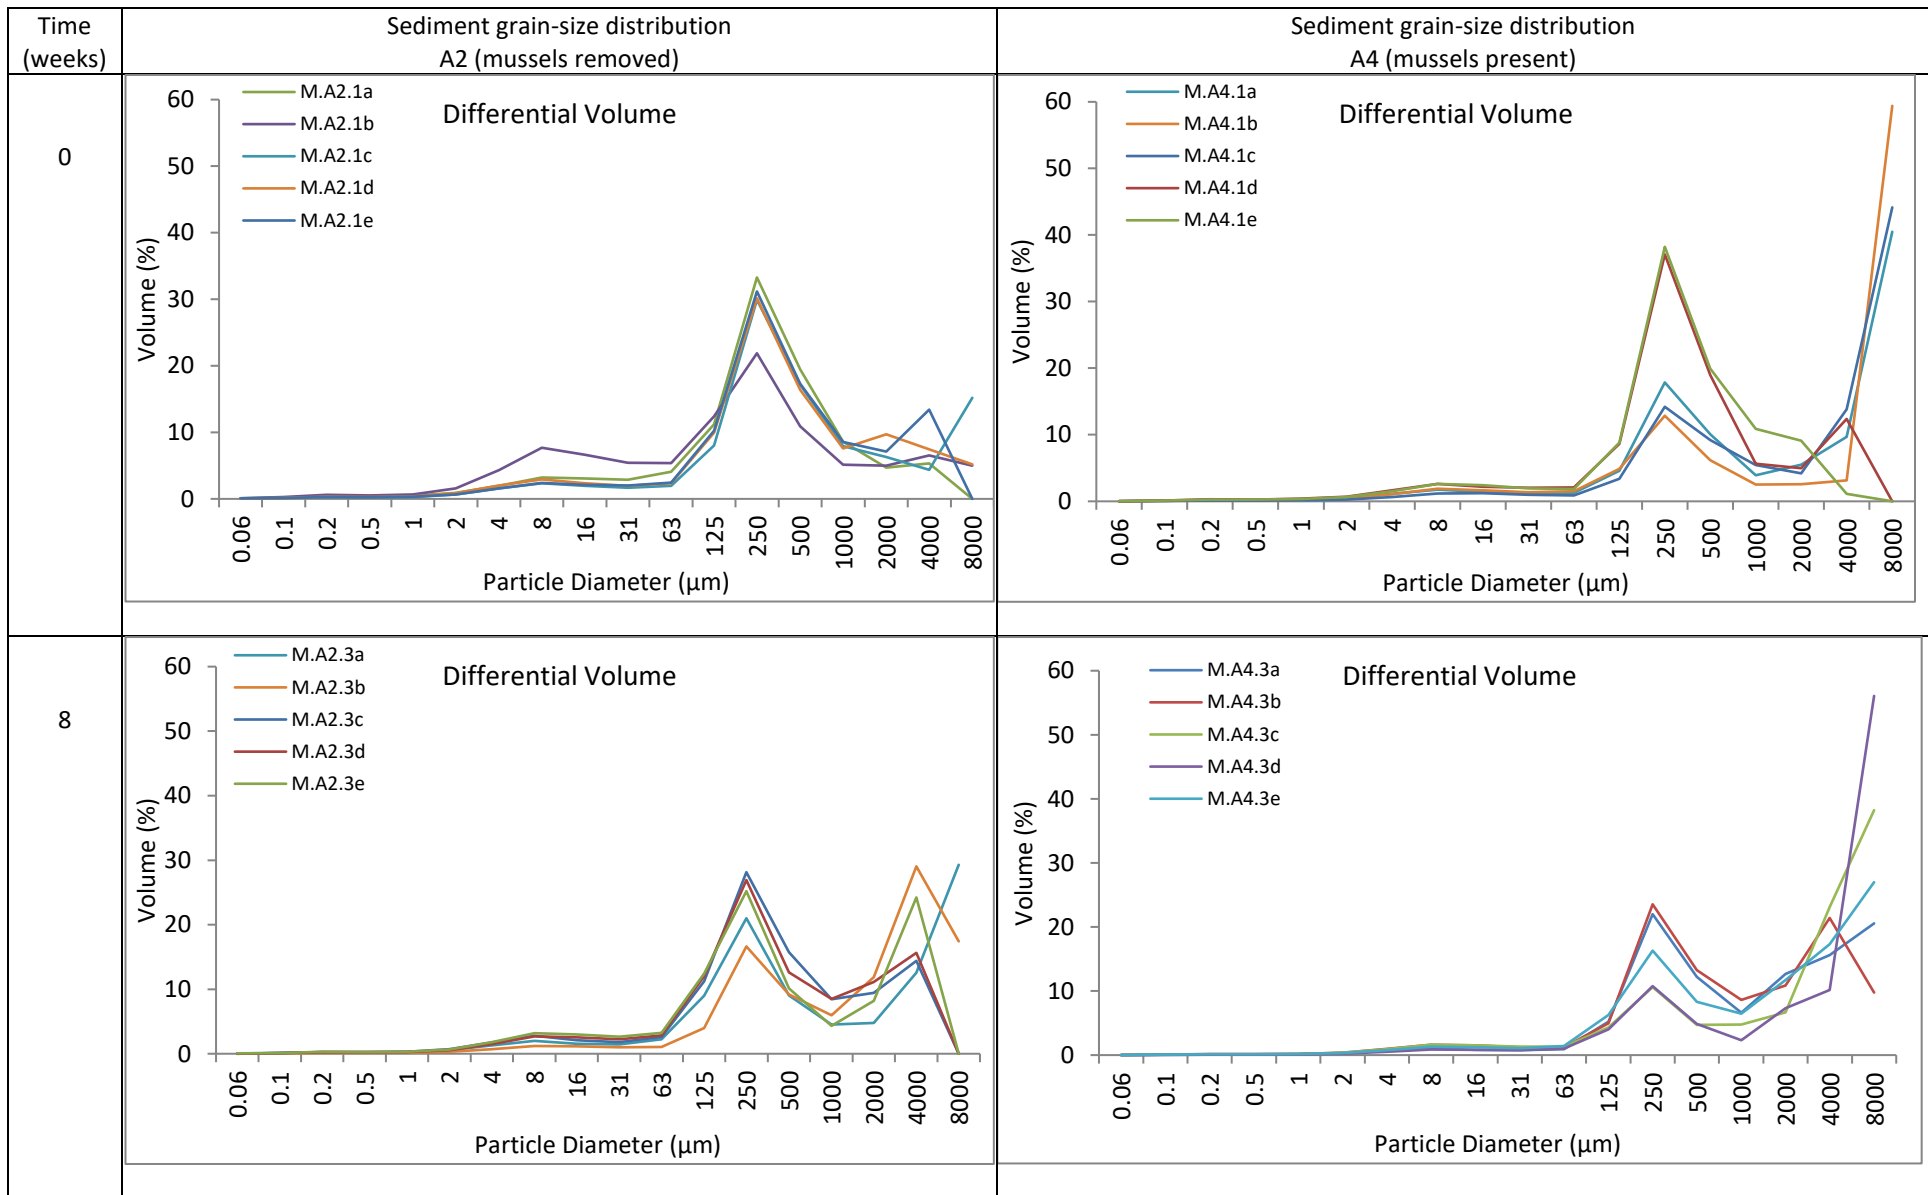 Time
(weeks)
Sediment grain-size distribution
A2 (mussels removed)
Sediment grain-size distribution
A4 (mussels present)
0
Differential Volume
M.A2.1a
M.A2.1b
M.A2.1c
M.A2.1d
M.A2.1e
Volume (%)
60
50
40
30
20
10
0
0.06 0.1 0.2 0.5 1 2 4 8 16 31 63 125 250 500 1000 2000 4000 8000
Particle Diameter (µm)
Differential Volume
M.A4.1a
M.A4.1b
M.A4.1c
M.A4.1d
M.A4.1e
Volume (%)
60
50
40
30
20
10
0
0.06 0.1 0.2 0.5 1 2 4 8 16 31 63 125 250 500 1000 2000 4000 8000
Particle Diameter (µm)
8
Differential Volume
M.A2.3a
M.A2.3b
M.A2.3c
M.A2.3d
M.A2.3e
Volume (%)
60
50
40
30
20
10
0
0.06 0.1 0.2 0.5 1 2 4 8 16 31 63 125 250 500 1000 2000 4000 8000
Particle Diameter (µm)
Differential Volume
M.A4.3a
M.A4.3b
M.A4.3c
M.A4.3d
M.A4.3e
Volume (%)
60
50
40
30
20
10
0
0.06 0.1 0.2 0.5 1 2 4 8 16 31 63 125 250 500 1000 2000 4000 8000
Particle Diameter (µm)